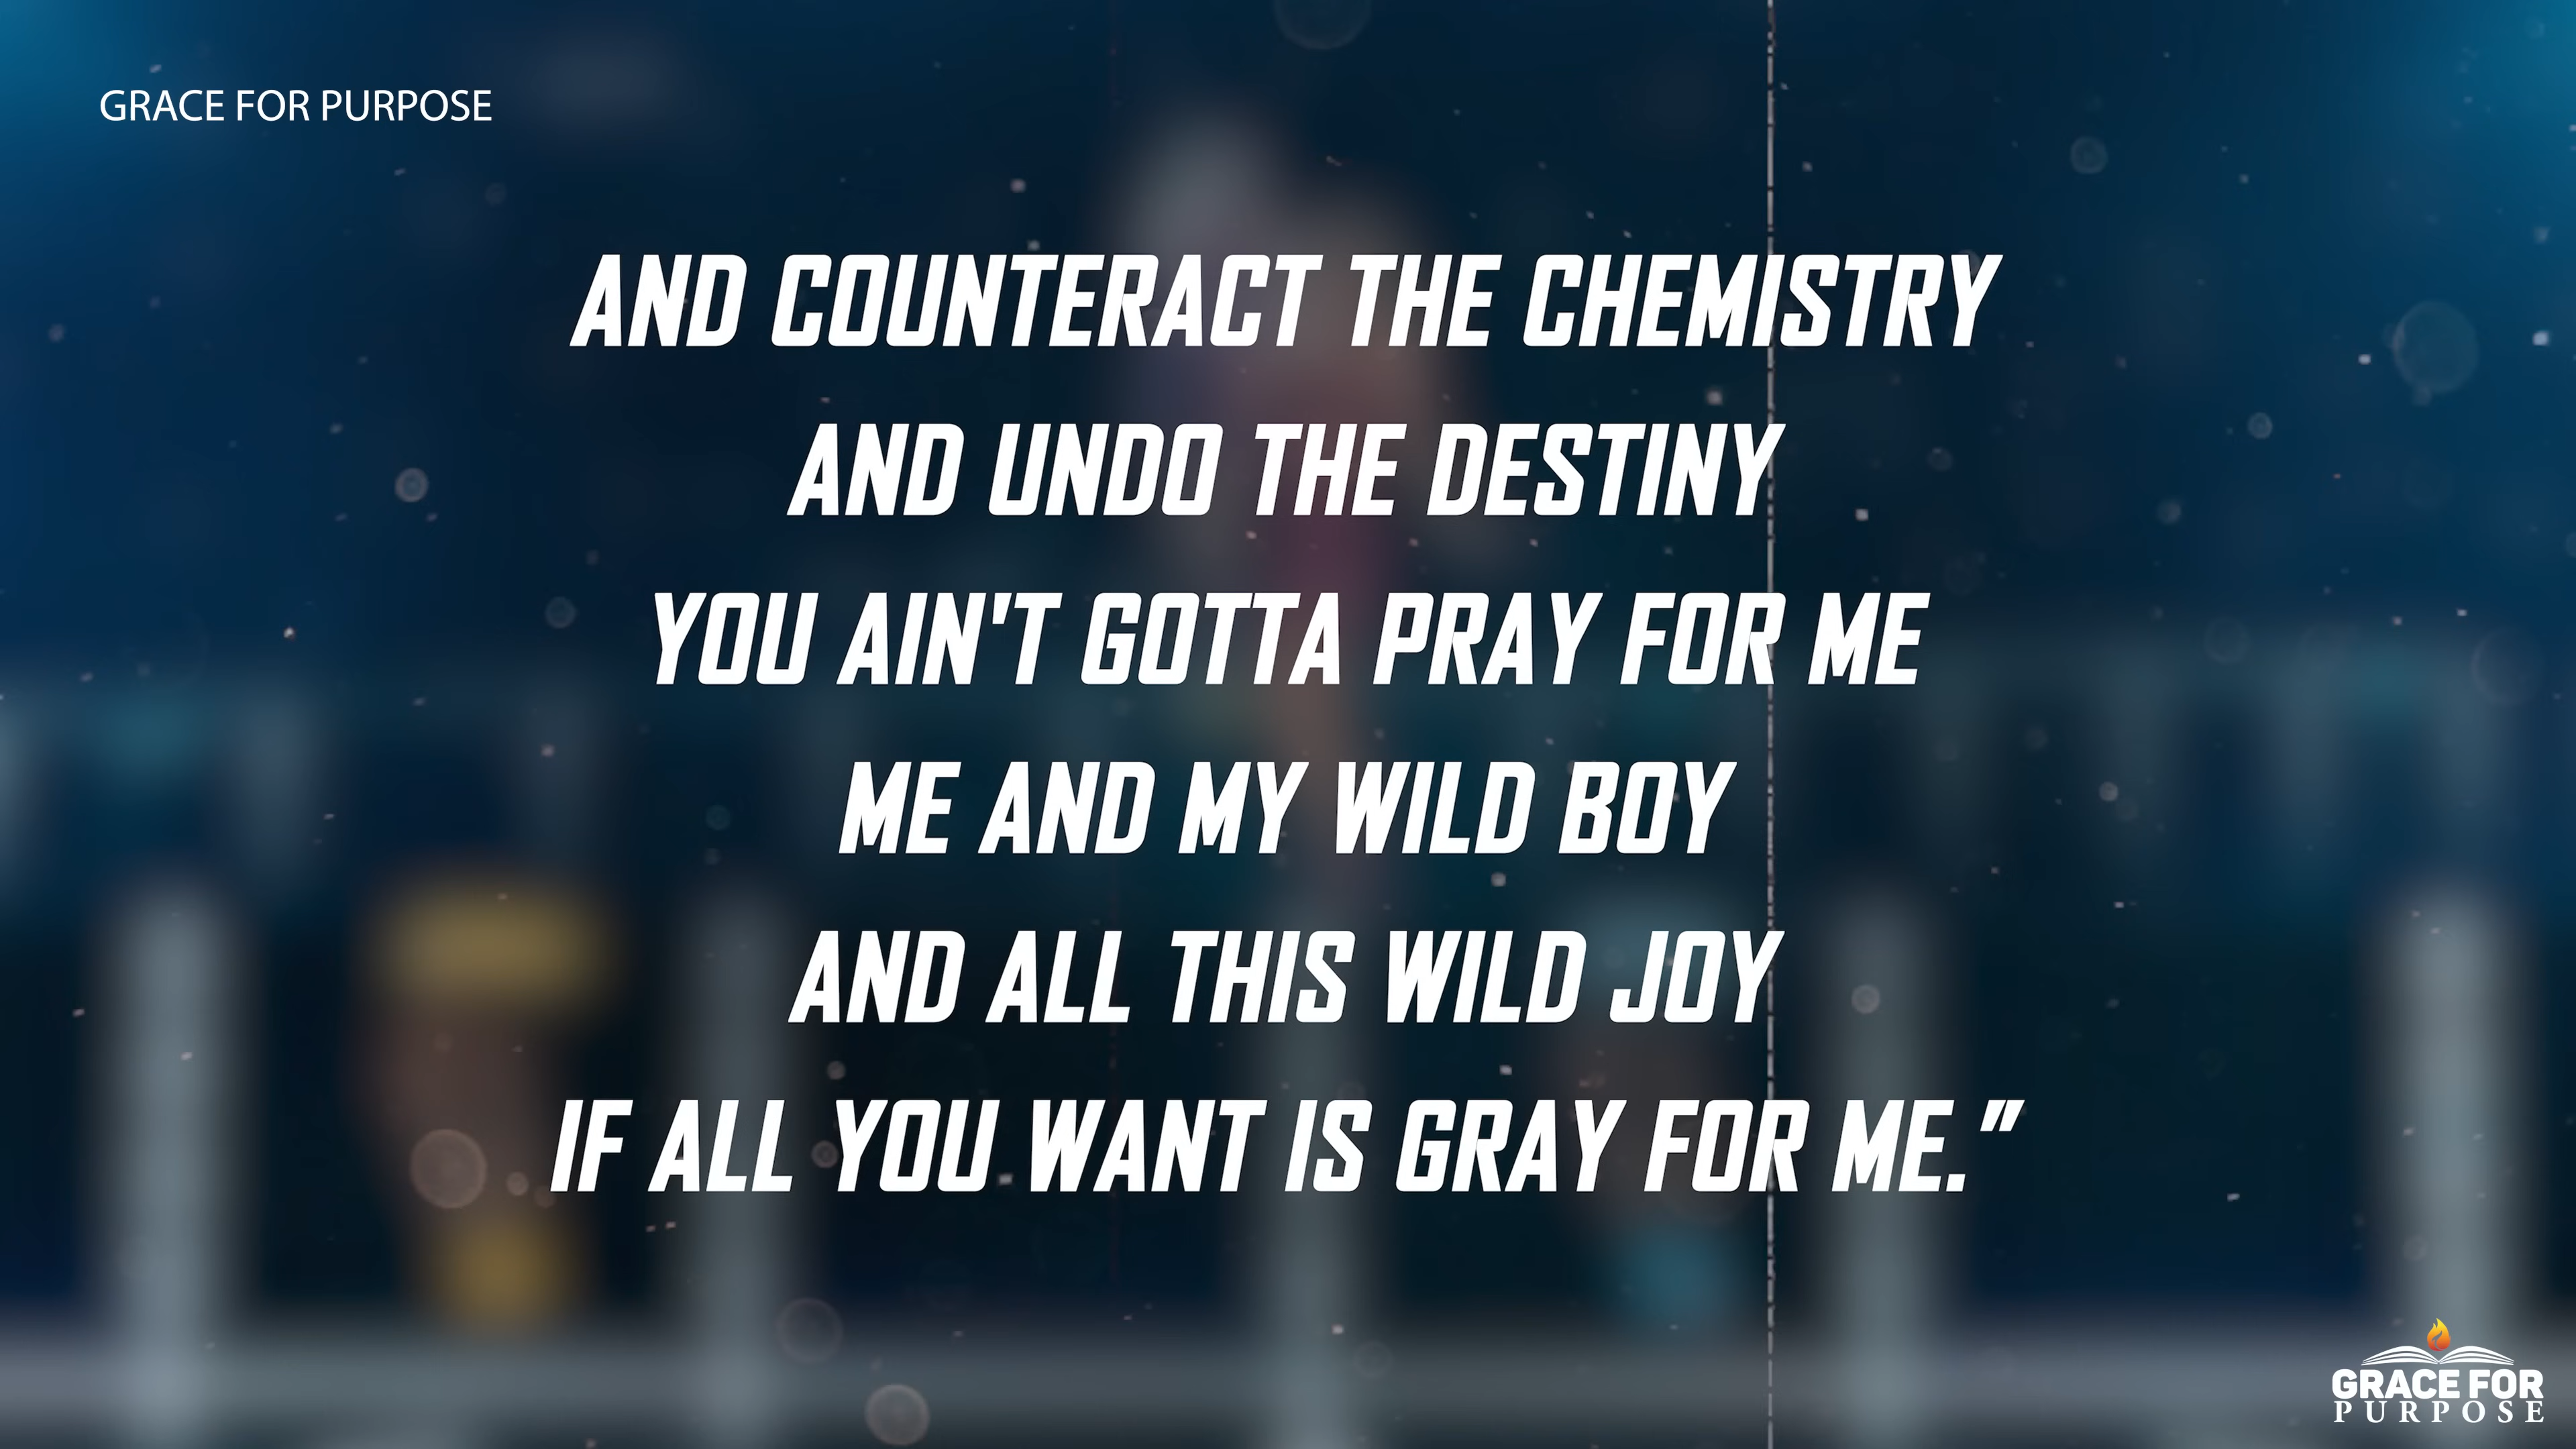 GRACE FOR PURPOSE
AND COUNTERACT THE CHEMISTRY
AND UNDO THE DESTINY
YOU AIN'T GOTTA PRAY FOR ME
ME AND MY WILD BOY
AND ALL THIS WILD JOY
IF ALL YOU WANT IS GRAY FOR ME.”
GRACE FOR
PURPOSE